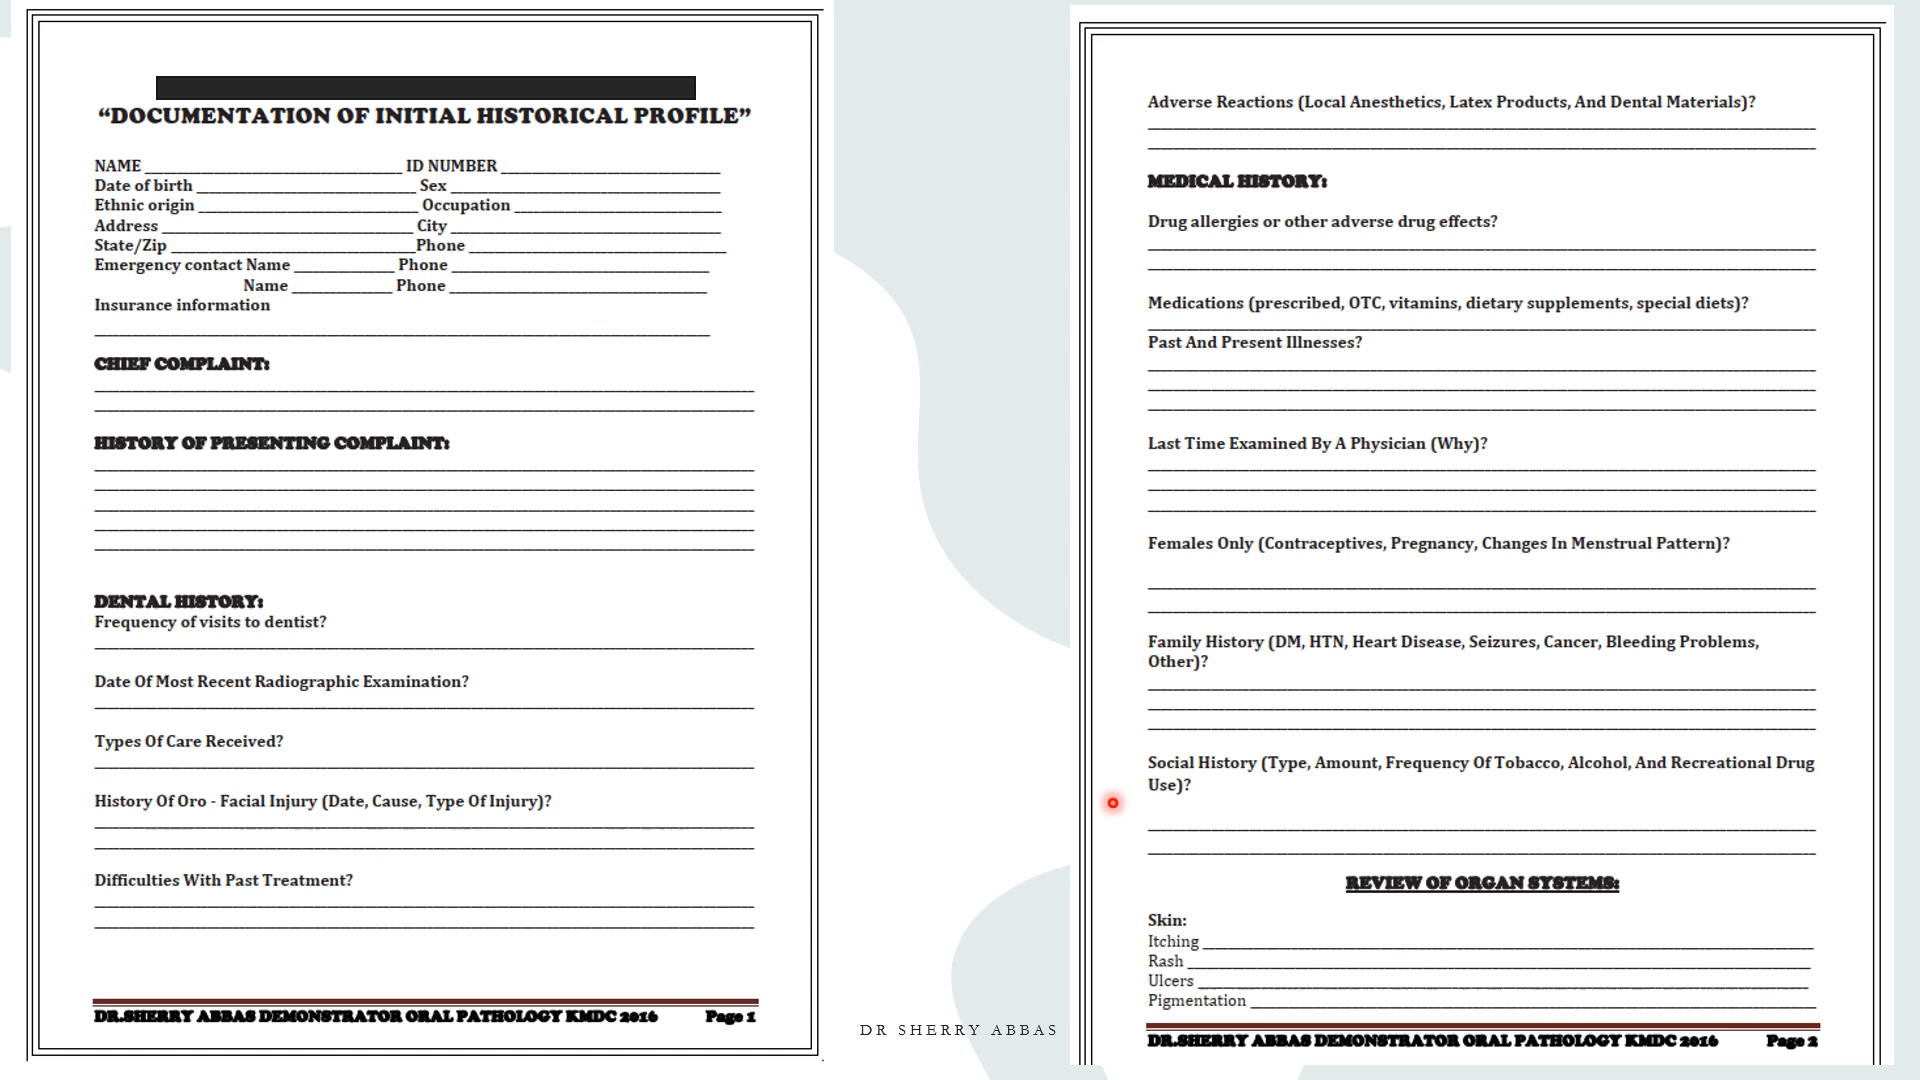 “DOCUMENTATION OF INITIAL HISTORICAL PROFILE”
NAME ID NUMBER
Date of birth Sex
Ethnic origin Occupation
Address City
State/Zip Phone
Emergency contact Name Phone
Name Phone
Insurance information
CHIEF COMPLAINT:
HISTORY OF PRESENTING COMPLAINT:
DENTAL HISTORY:
Frequency of visits to dentist?
Date Of Most Recent Radiographic Examination?
Types Of Care Received?
History Of Oro - Facial Injury (Date, Cause, Type Of Injury)?
Difficulties With Past Treatment?
DR.SHERRY ABBAS DEMONSTRATOR ORAL PATHOLOGY KMDC 2016 Page 1
DR SHERRY ABBAS
Adverse Reactions (Local Anesthetics, Latex Products, And Dental Materials)?
MEDICAL HISTORY:
Drug allergies or other adverse drug effects?
Medications (prescribed, OTC, vitamins, dietary supplements, special diets)?
Past And Present Illnesses?
Last Time Examined By A Physician (Why)?
Females Only (Contraceptives, Pregnancy, Changes In Menstrual Pattern)?
Family History (DM, HTN, Heart Disease, Seizures, Cancer, Bleeding Problems,
Other)?
Social History (Type, Amount, Frequency Of Tobacco, Alcohol, And Recreational Drug
Use)?
REVIEW OF ORGAN SYSTEMS:
Skin:
Itching
Rash
Ulcers
Pigmentation
DR.SHERRY ABBAS DEMONSTRATOR ORAL PATHOLOGY KMDC 2016 Page 2